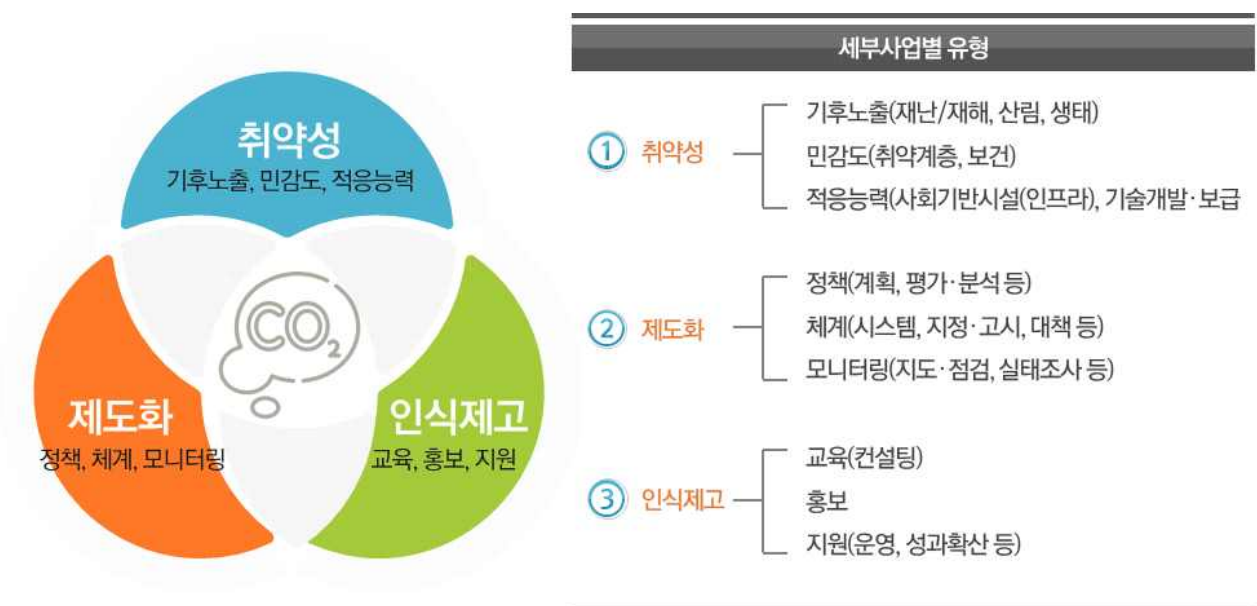 취약성
기후노출, 민감도, 적응능력
CO2
제도화
정책, 체계, 모니터링
인식제고
교육, 홍보, 지원
세부사업별 유형
1 취약성
기후노출(재난/재해, 산림, 생태)
민감도(취약계층, 보건)
적응능력(사회기반시설(인프라), 기술개발·보급
2 제도화
정책(계획, 평가·분석 등)
체계(시스템, 지정·고시, 대책 등)
모니터링(지도·점검, 실태조사 등)
3 인식제고
교육(컨설팅)
홍보
지원(운영, 성과확산 등)